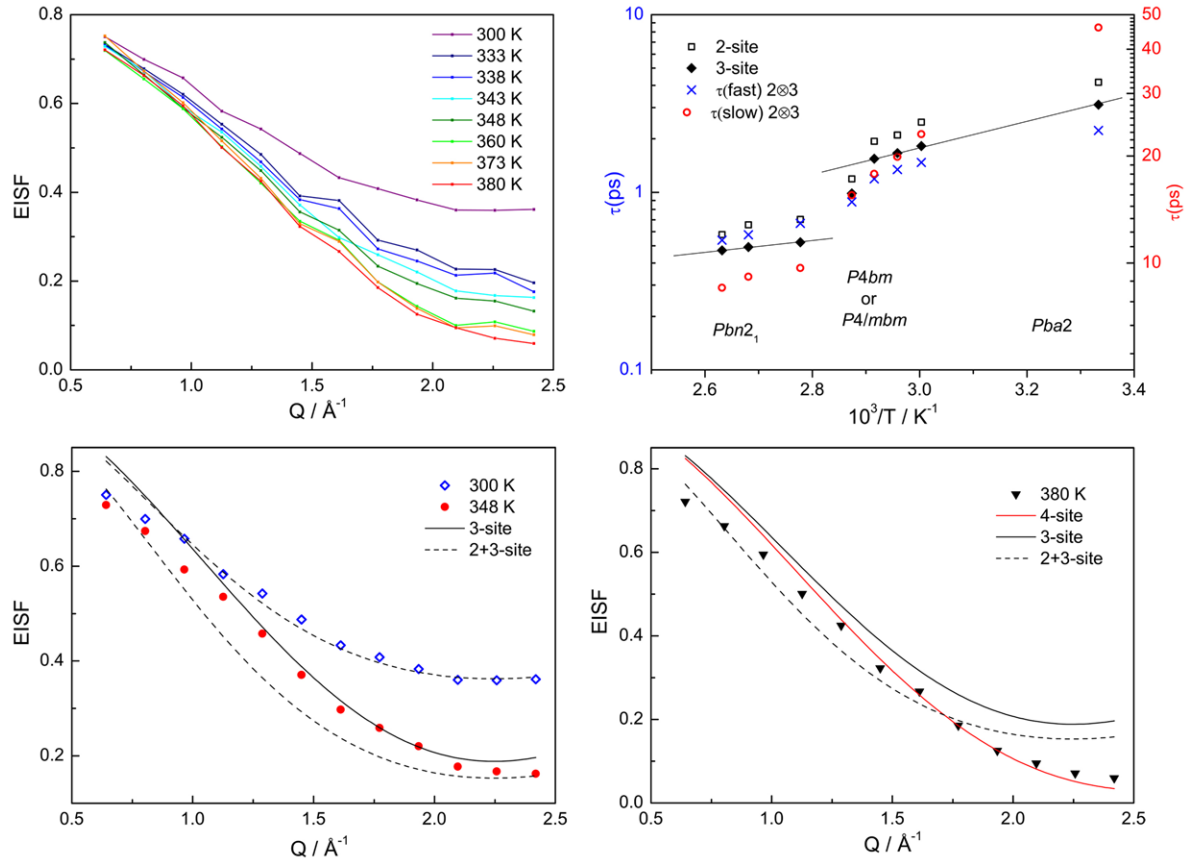 0.8
0.6
0.4
0.2
0.0
EISF
0.5
1.0
1.5
2.0
2.5
Q / Å⁻¹
300 K
333 K
338 K
343 K
348 K
360 K
373 K
380 K
10
1
0.1
τ(ps)
2-site
3-site
τ(fast) 2⊗3
τ(slow) 2⊗3
50
40
30
20
10
τ(ps)
Pbn2₁
P4bm
or
P4/mbm
Pba2
2.6
2.8
3.0
3.2
3.4
10³/T / K⁻¹
0.8
0.6
0.4
0.2
EISF
300 K
348 K
3-site
2+3-site
0.5
1.0
1.5
2.0
2.5
Q / Å⁻¹
0.8
0.6
0.4
0.2
0.0
EISF
380 K
4-site
3-site
2+3-site
0.5
1.0
1.5
2.0
2.5
Q / Å⁻¹